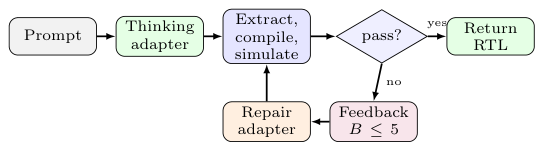 Prompt
Thinking
adapter
Extract,
compile,
simulate
pass?
yes
Return
RTL
no
Repair
adapter
Feedback
B ≤ 5